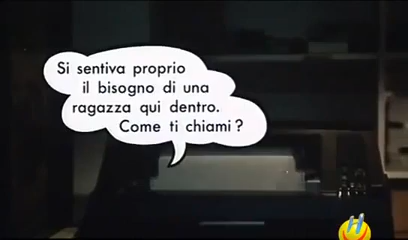 Si sentiva proprio
il bisogno di una
ragazza qui dentro.
Come ti chiami?